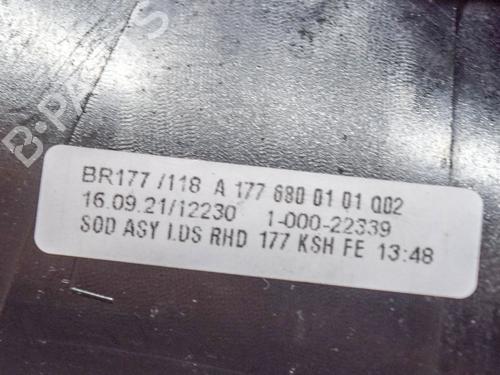 B-PARTS
BR177 /118 A 177 680 01 01 Q02
16.09.21/12230 1-000-22339
SOD ASY I.DS RHD 177 KSH FE 13:48